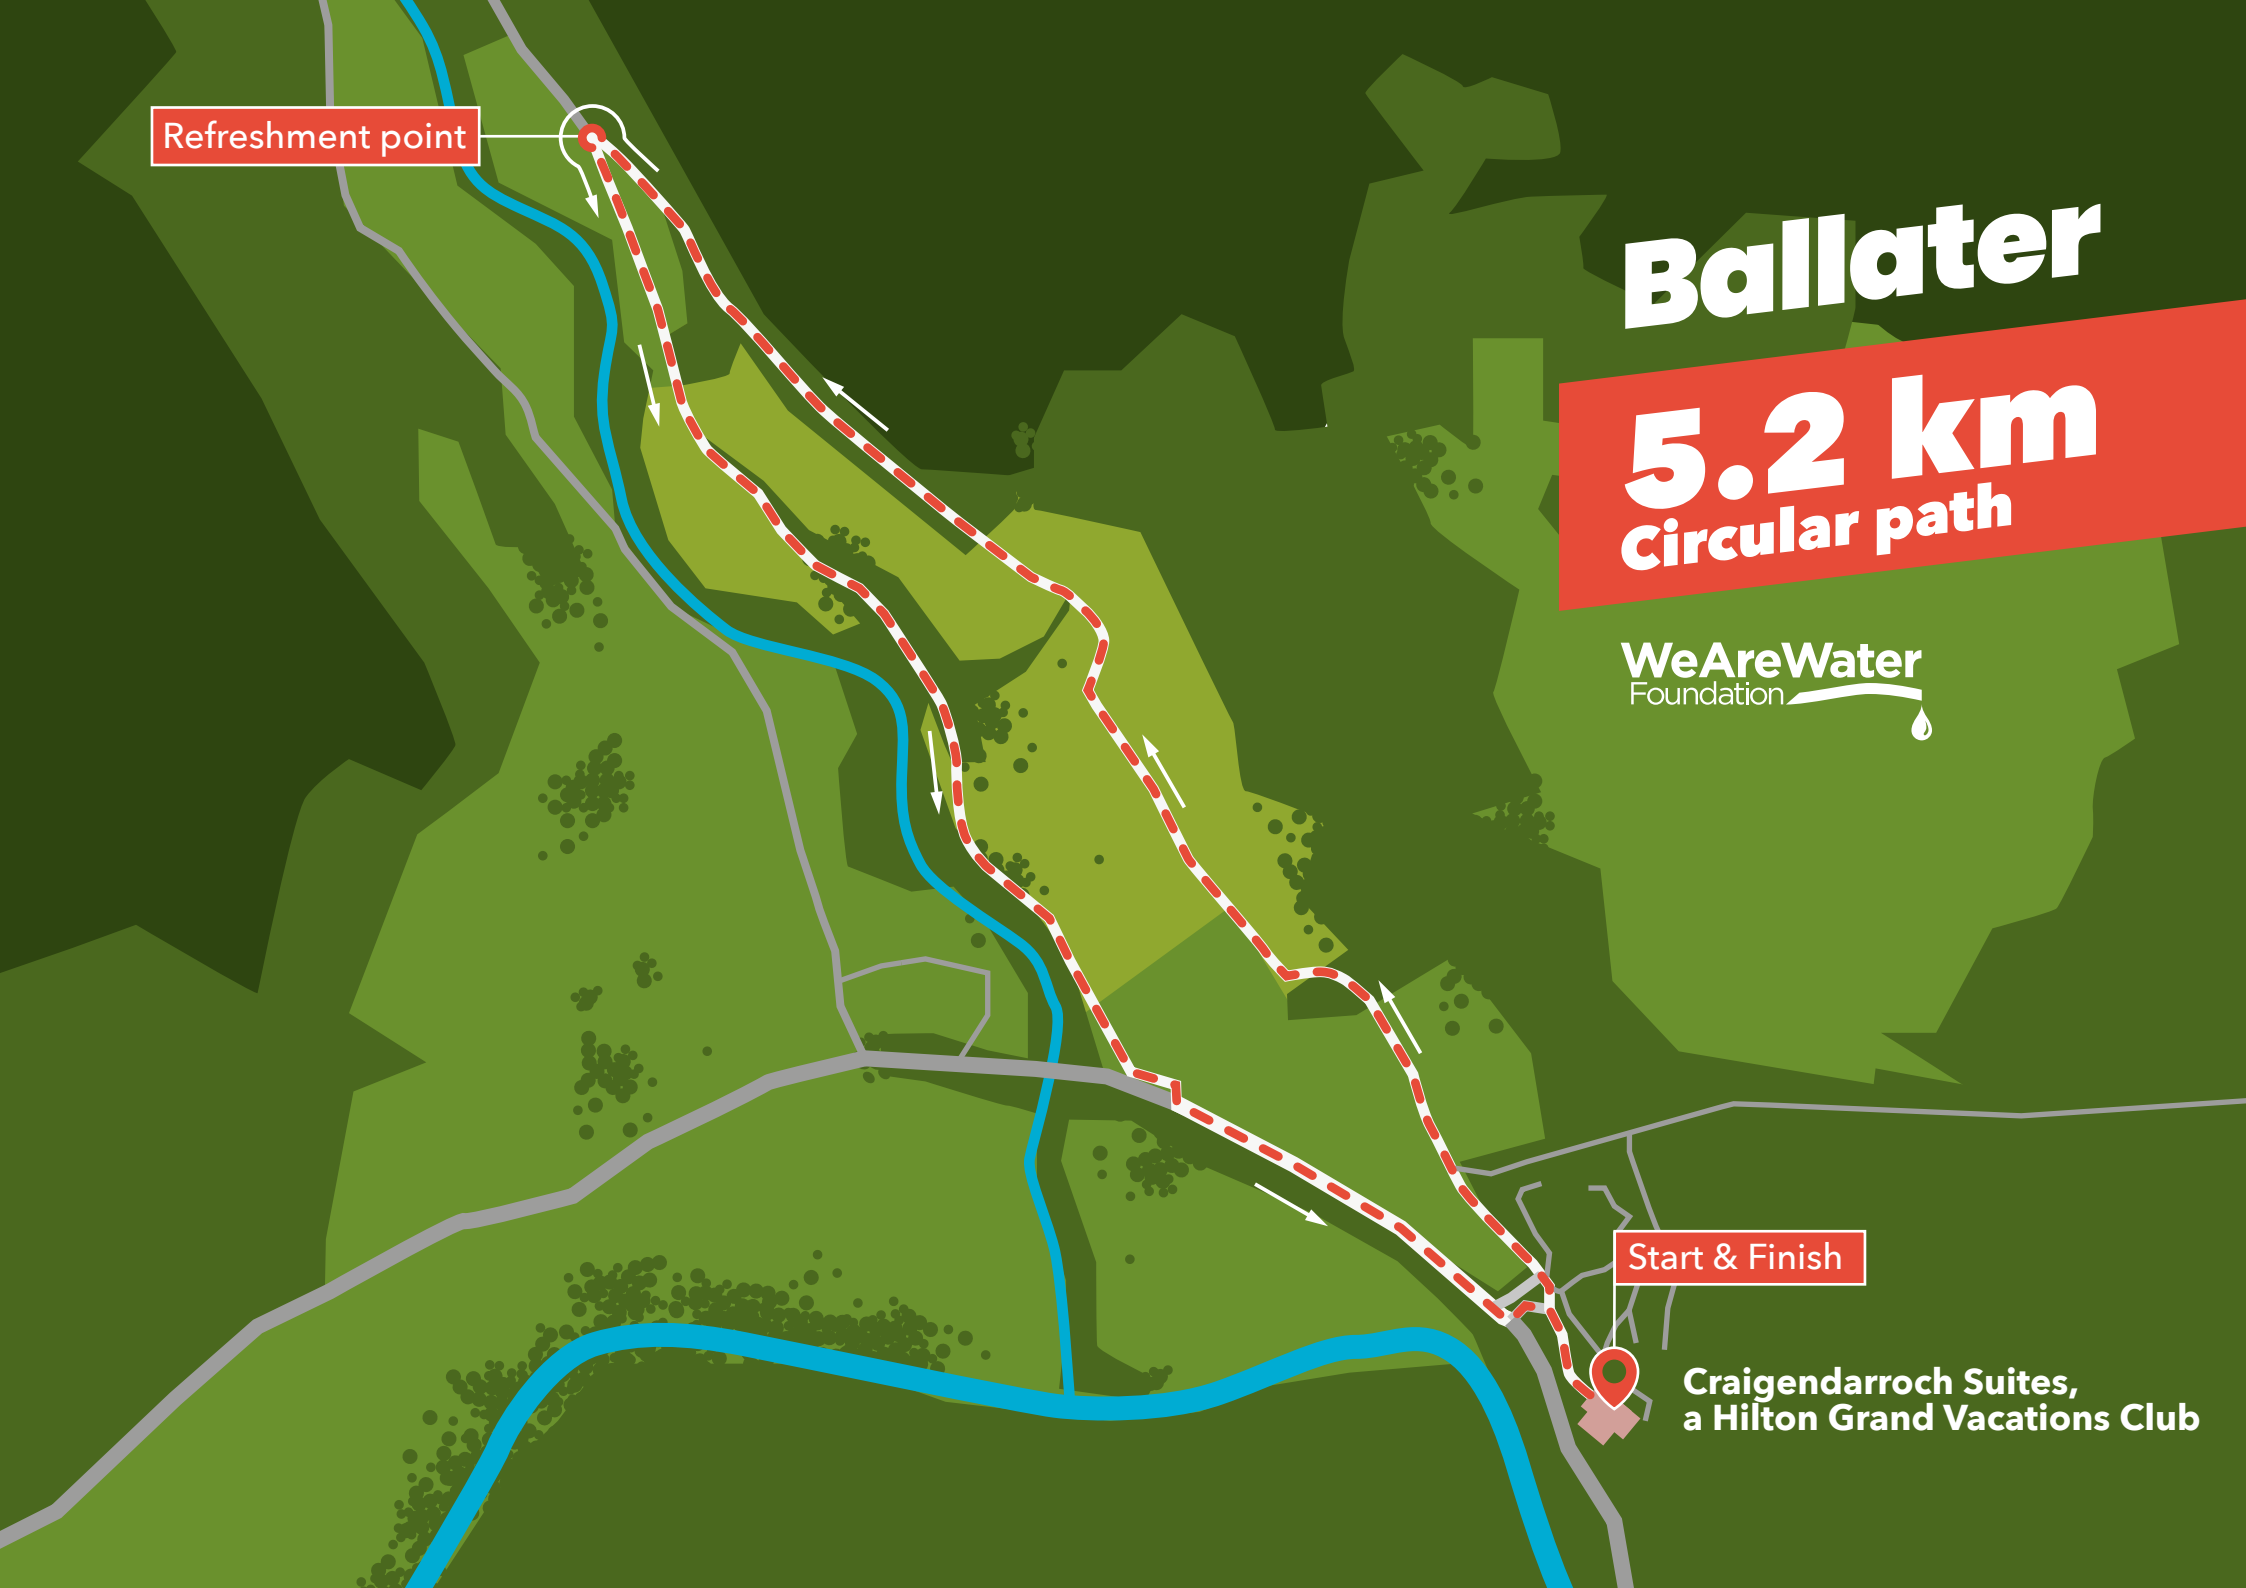 Refreshment point
Ballater
5.2 km
Circular path
WeAreWater
Foundation
Start & Finish
Craigendarroch Suites,
a Hilton Grand Vacations Club